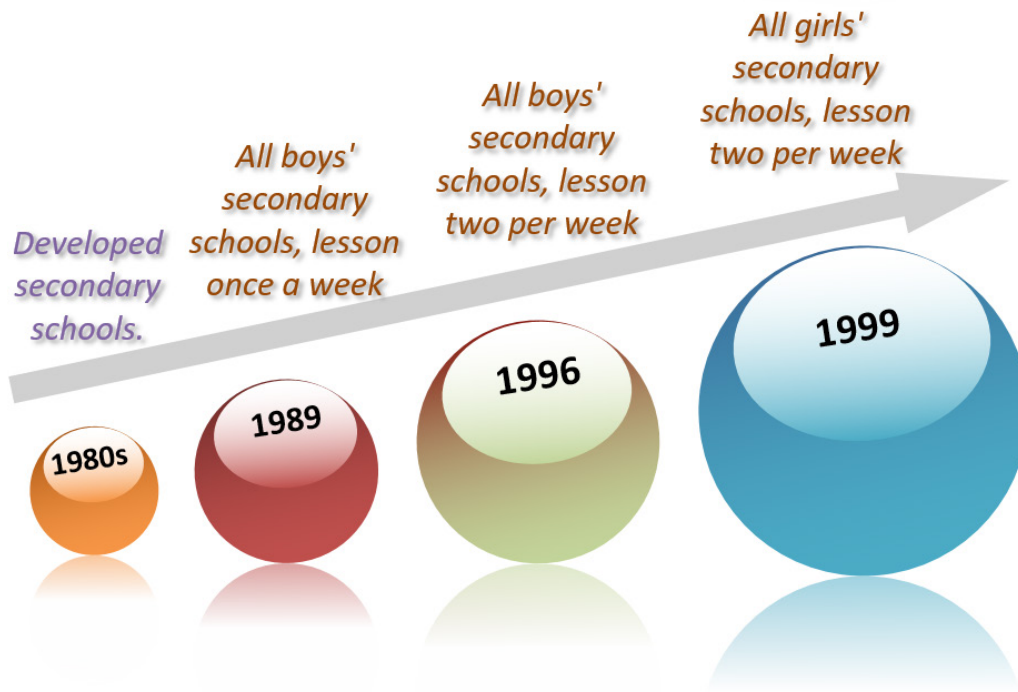 Developed
secondary
schools.
All boys'
secondary
schools, lesson
once a week
All boys'
secondary
schools, lesson
two per week
All girls'
secondary
schools, lesson
two per week
1980s
1989
1996
1999